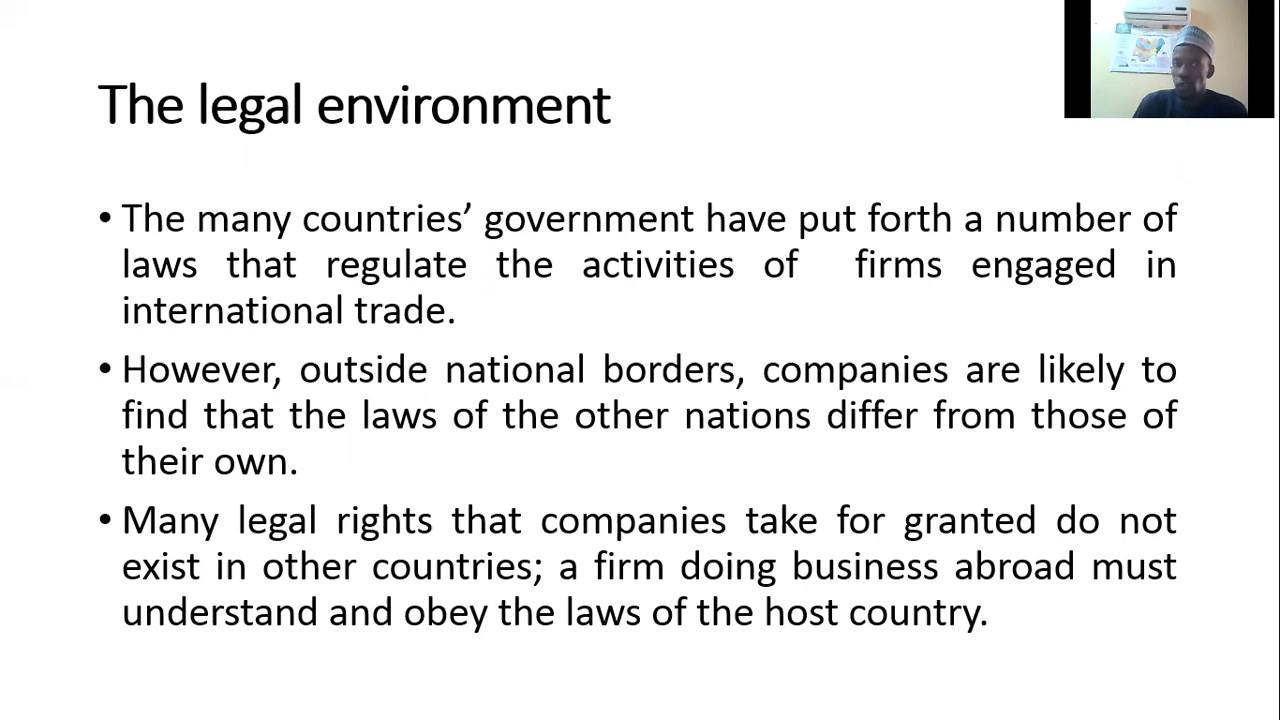 The legal environment
• The many countries’ government have put forth a number of
laws that regulate the activities of firms engaged in
international trade.
• However, outside national borders, companies are likely to
find that the laws of the other nations differ from those of
their own.
• Many legal rights that companies take for granted do not
exist in other countries; a firm doing business abroad must
understand and obey the laws of the host country.